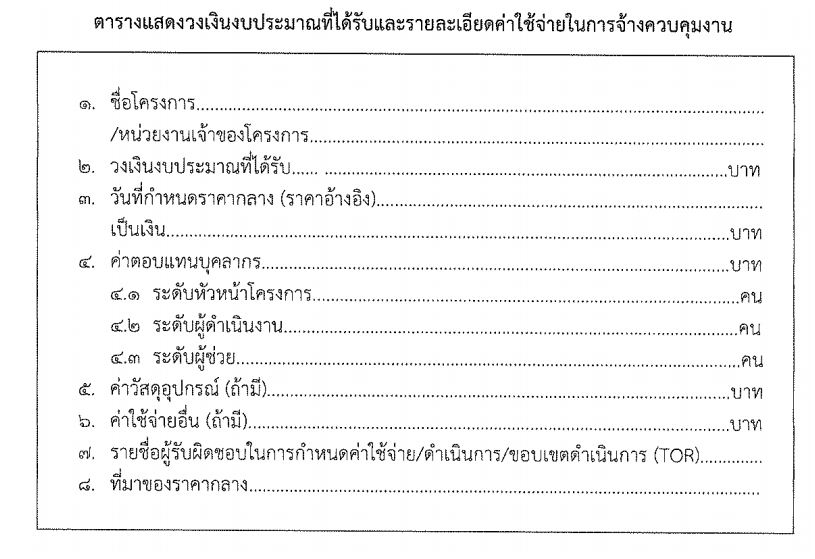 ตารางแสดงวงเงินงบประมาณที่ได้รับและรายละเอียดค่าใช้จ่ายในการจ้างควบคุมงาน
๑. ชื่อโครงการ..........................................................................................................
/หน่วยงานเจ้าของโครงการ..........................................................................................
๒. วงเงินงบประมาณที่ได้รับ...... ..............................................................................บาท
๓. วันที่กำหนดราคากลาง (ราคาอ้างอิง)........................................................................
เป็นเงิน..............................................................................................................บาท
๔. ค่าตอบแทนบุคลากร..........................................................................................บาท
๔.๑ ระดับหัวหน้าโครงการ.................................................................................คน
๔.๒ ระดับผู้ดำเนินงาน.......................................................................................คน
๔.๓ ระดับผู้ช่วย.................................................................................................คน
๕. ค่าวัสดุอุปกรณ์ (ถ้ามี).........................................................................................บาท
๖. ค่าใช้จ่ายอื่น (ถ้ามี).............................................................................................บาท
๗. รายชื่อผู้รับผิดชอบในการกำหนดค่าใช้จ่าย/ดำเนินการ/ขอบเขตดำเนินการ (TOR).............
๘. ที่มาของราคากลาง................................................................................................